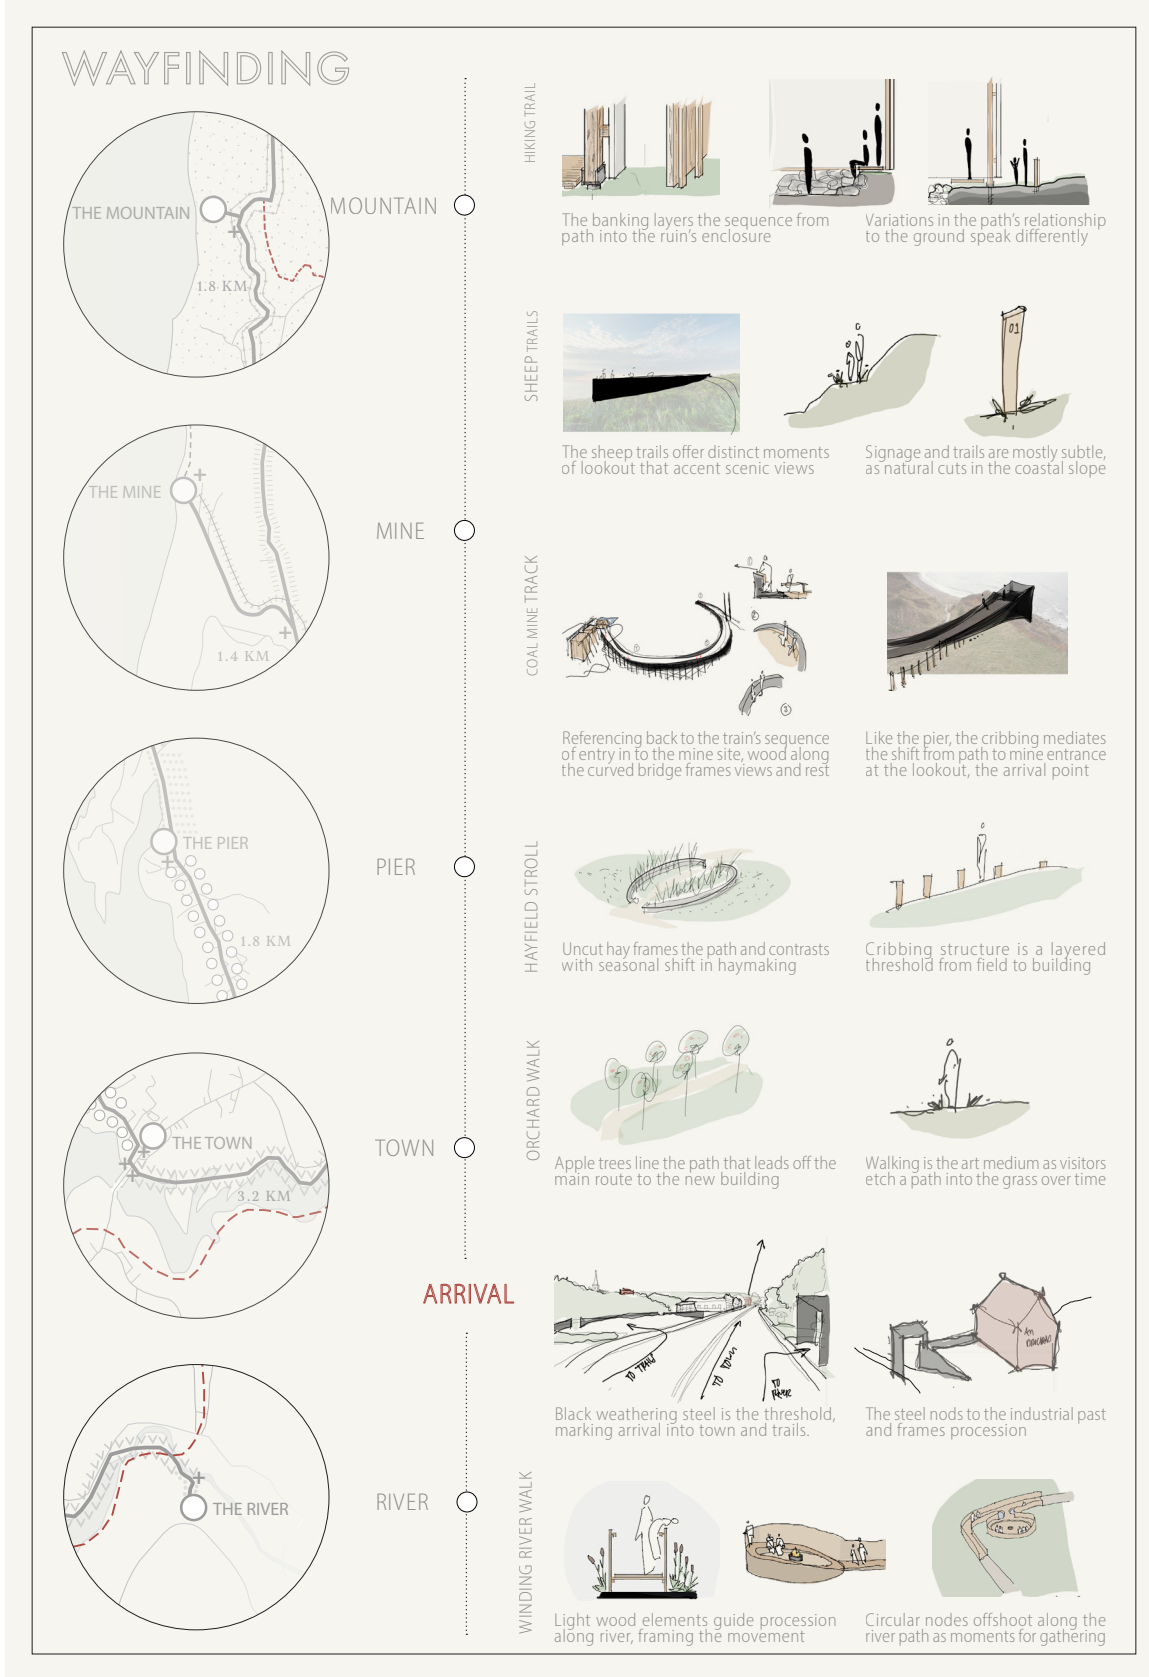 WAYFINDING
HIKING TRAIL
THE MOUNTAIN
1.8 KM
MOUNTAIN
The banking layers the sequence from
path into the ruin's enclosure
Variations in the path's relationship
to the ground speak differently
SHEEP TRAILS
01
The sheep trails offer distinct moments
of lookout that accent scenic views
Signage and trails are mostly subtle,
as natural cuts in the coastal slope
THE MINE
1.4 KM
MINE
COAL MINE TRACK
Referencing back to the train's sequence
of entry in to the mine site, wood along
the curved bridge frames views and rest
Like the pier, the cribbing mediates
the shift from path to mine entrance
at the lookout, the arrival point
THE PIER
1.8 KM
PIER
HAYFIELD STROLL
Uncut hay frames the path and contrasts
with seasonal shift in haymaking
Cribbing structure is a layered
threshold from field to building
THE TOWN
3.2 KM
TOWN
ORCHARD WALK
Apple trees line the path that leads off the
main route to the new building
Walking is the art medium as visitors
etch a path into the grass over time
ARRIVAL
TO TRAILS
TO TOWN
TO
RIVER
Black weathering steel is the threshold,
marking arrival into town and trails.
The steel nods to the industrial past
and frames procession
THE RIVER
RIVER
WINDING RIVER WALK
3
Light wood elements guide procession
along river, framing the movement
Circular nodes offshoot along the
river path as moments for gathering